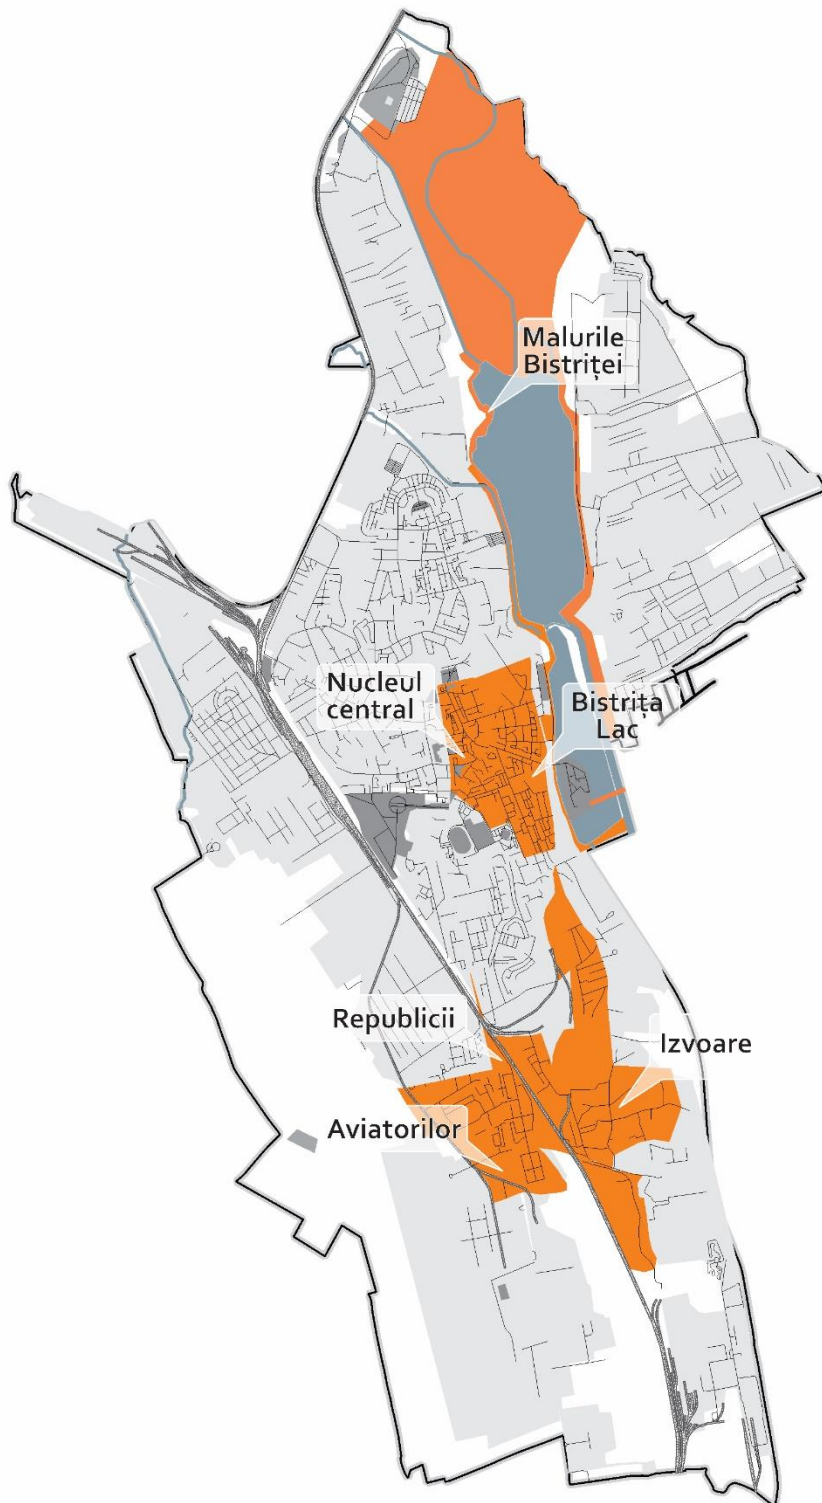 Malurile
Bistriței
Nucleul
central
Bistrița
Lac
Republicii
Izvoare
Aviatorilor